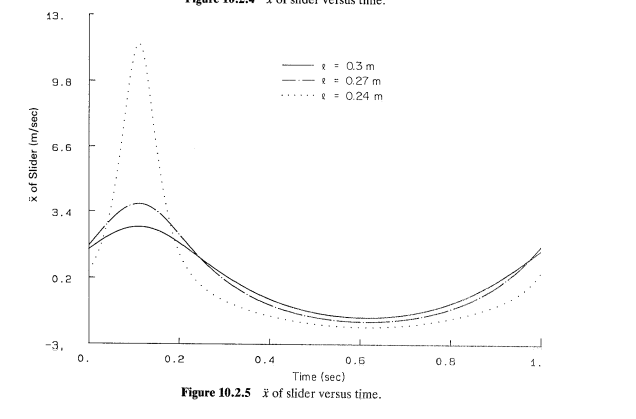 Figure 10.2.4 ẋ of slider versus time.
13.
9.8
6.6
3.4
0.2
-3.
ẍ of Slider (m/sec)
ℓ = 0.3 m
ℓ = 0.27 m
ℓ = 0.24 m
0. 0.2 0.4 0.6 0.8 1.
Time (sec)
Figure 10.2.5 ẍ of slider versus time.